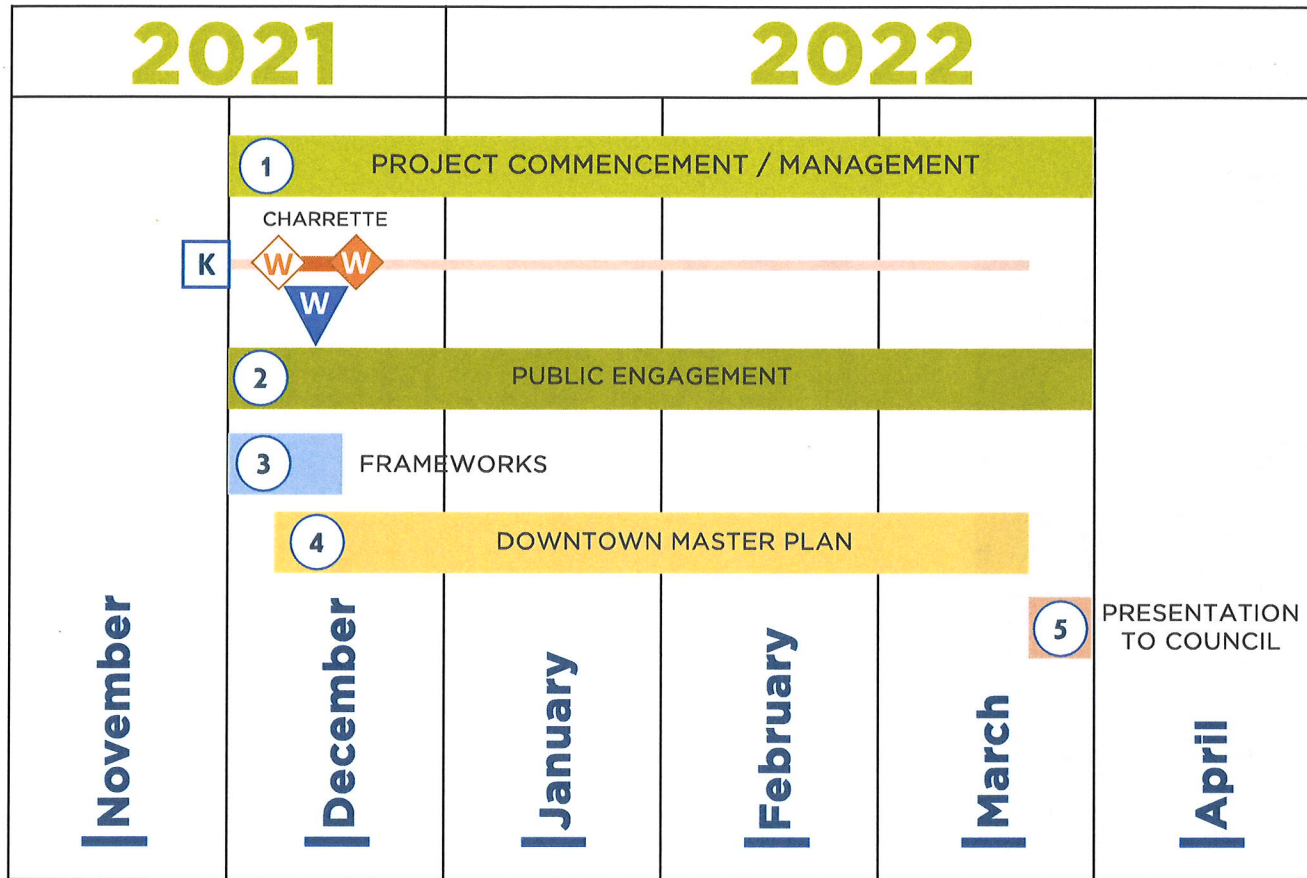 2021
2022
1
PROJECT COMMENCEMENT / MANAGEMENT
CHARRETTE
K
W
W
W
2
PUBLIC ENGAGEMENT
3
FRAMEWORKS
4
DOWNTOWN MASTER PLAN
5
PRESENTATION
TO COUNCIL
November
December
January
February
March
April